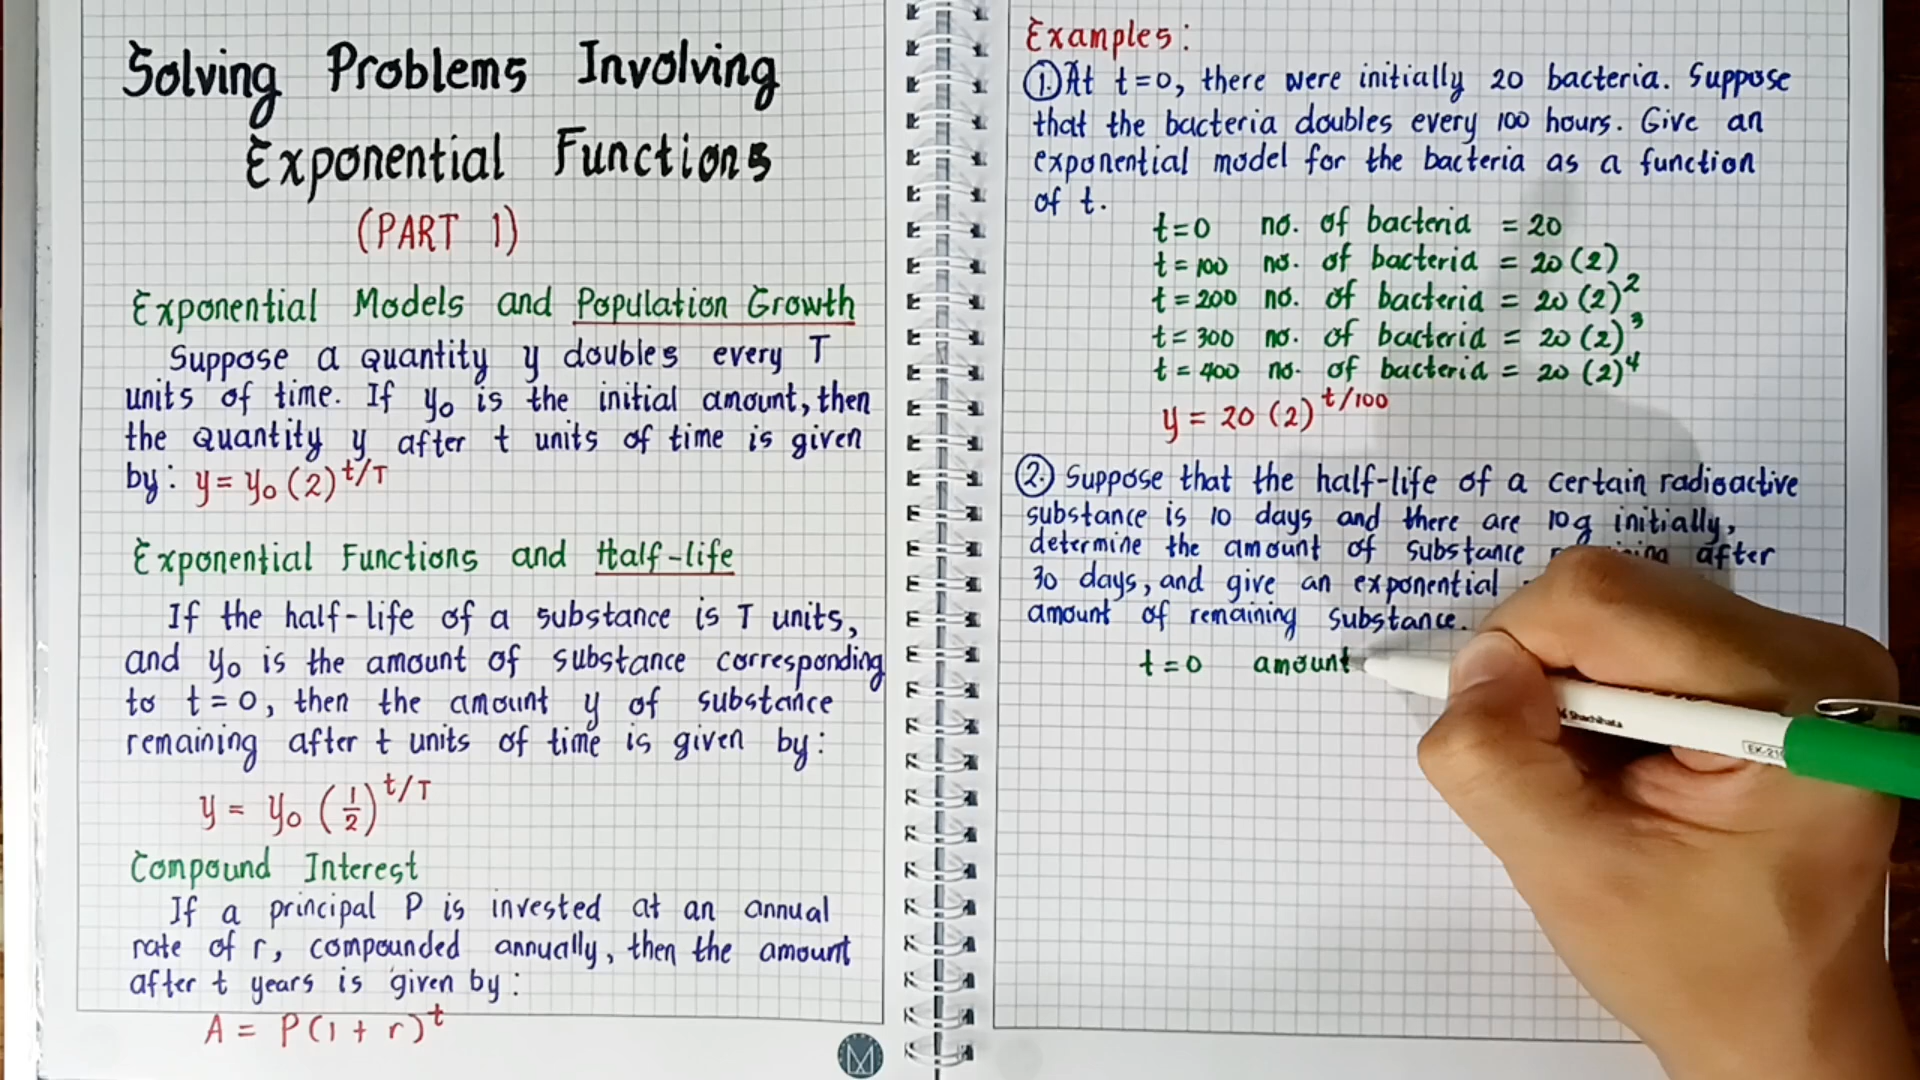 Solving Problems Involving
Exponential Functions
(PART 1)
Exponential Models and Population Growth
Suppose a quantity y doubles every T
units of time. If y₀ is the initial amount, then
the quantity y after t units of time is given
by: y = y₀ (2)^t/T
Exponential Functions and Half-life
If the half-life of a substance is T units,
and y₀ is the amount of substance corresponding
to t = 0, then the amount y of substance
remaining after t units of time is given by:
y = y₀ (1/2)^t/T
Compound Interest
If a principal P is invested at an annual
rate of r, compounded annually, then the amount
after t years is given by:
A = P(1 + r)^t
Examples:
1. At t=0, there were initially 20 bacteria. Suppose
that the bacteria doubles every 100 hours. Give an
exponential model for the bacteria as a function
of t.
t=0 no. of bacteria = 20
t=100 no. of bacteria = 20(2)
t=200 no. of bacteria = 20(2)²
t=300 no. of bacteria = 20(2)³
t=400 no. of bacteria = 20(2)⁴
y = 20(2)^t/100
2. Suppose that the half-life of a certain radioactive
substance is 10 days and there are 10g initially,
determine the amount of substance after
30 days, and give an exponential
amount of remaining substance.
t=0 amount
Shachihata